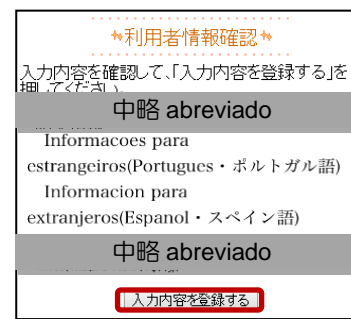 利用者情報確認
入力内容を確認して、「入力内容を登録する」を
押してください。
中略 abreviado
Informacoes para
estrangeiros(Portugues・ポルトガル語)
Informacion para
extranjeros(Espanol・スペイン語)
中略 abreviado
入力内容を登録する